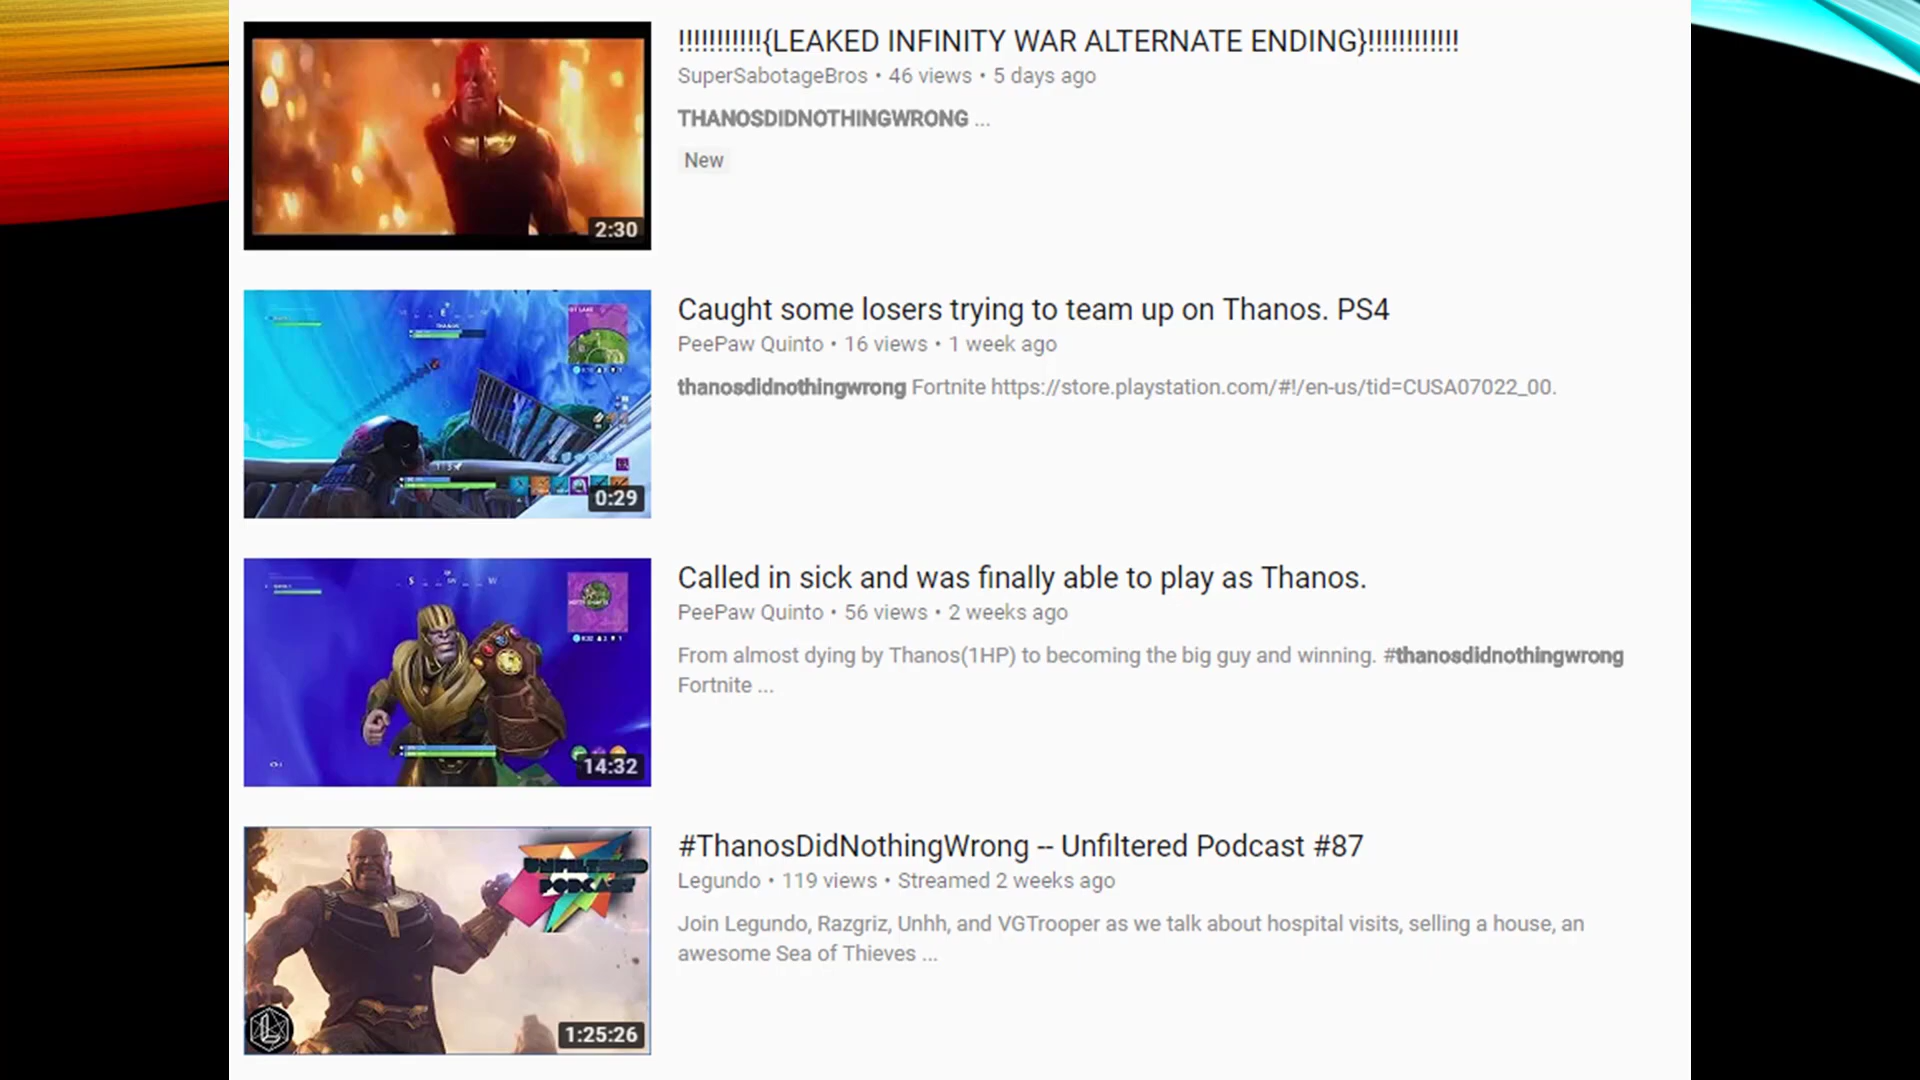 !!!!!!!!!!!!{LEAKED INFINITY WAR ALTERNATE ENDING}!!!!!!!!!!!!!
SuperSabotageBros • 46 views • 5 days ago
THANOSDIDNOTHINGWRONG ...
New
2:30
Caught some losers trying to team up on Thanos. PS4
PeePaw Quinto • 16 views • 1 week ago
thanosdidnothingwrong Fortnite https://store.playstation.com/#!/en-us/tid=CUSA07022_00.
E
THANOS
0:29
Called in sick and was finally able to play as Thanos.
PeePaw Quinto • 56 views • 2 weeks ago
From almost dying by Thanos(1HP) to becoming the big guy and winning. #thanosdidnothingwrong
Fortnite ...
S SW W
14:32
#ThanosDidNothingWrong -- Unfiltered Podcast #87
Legundo • 119 views • Streamed 2 weeks ago
Join Legundo, Razgriz, Unhh, and VGTrooper as we talk about hospital visits, selling a house, an
awesome Sea of Thieves ...
UNFILTERED
PODCAST
1:25:26